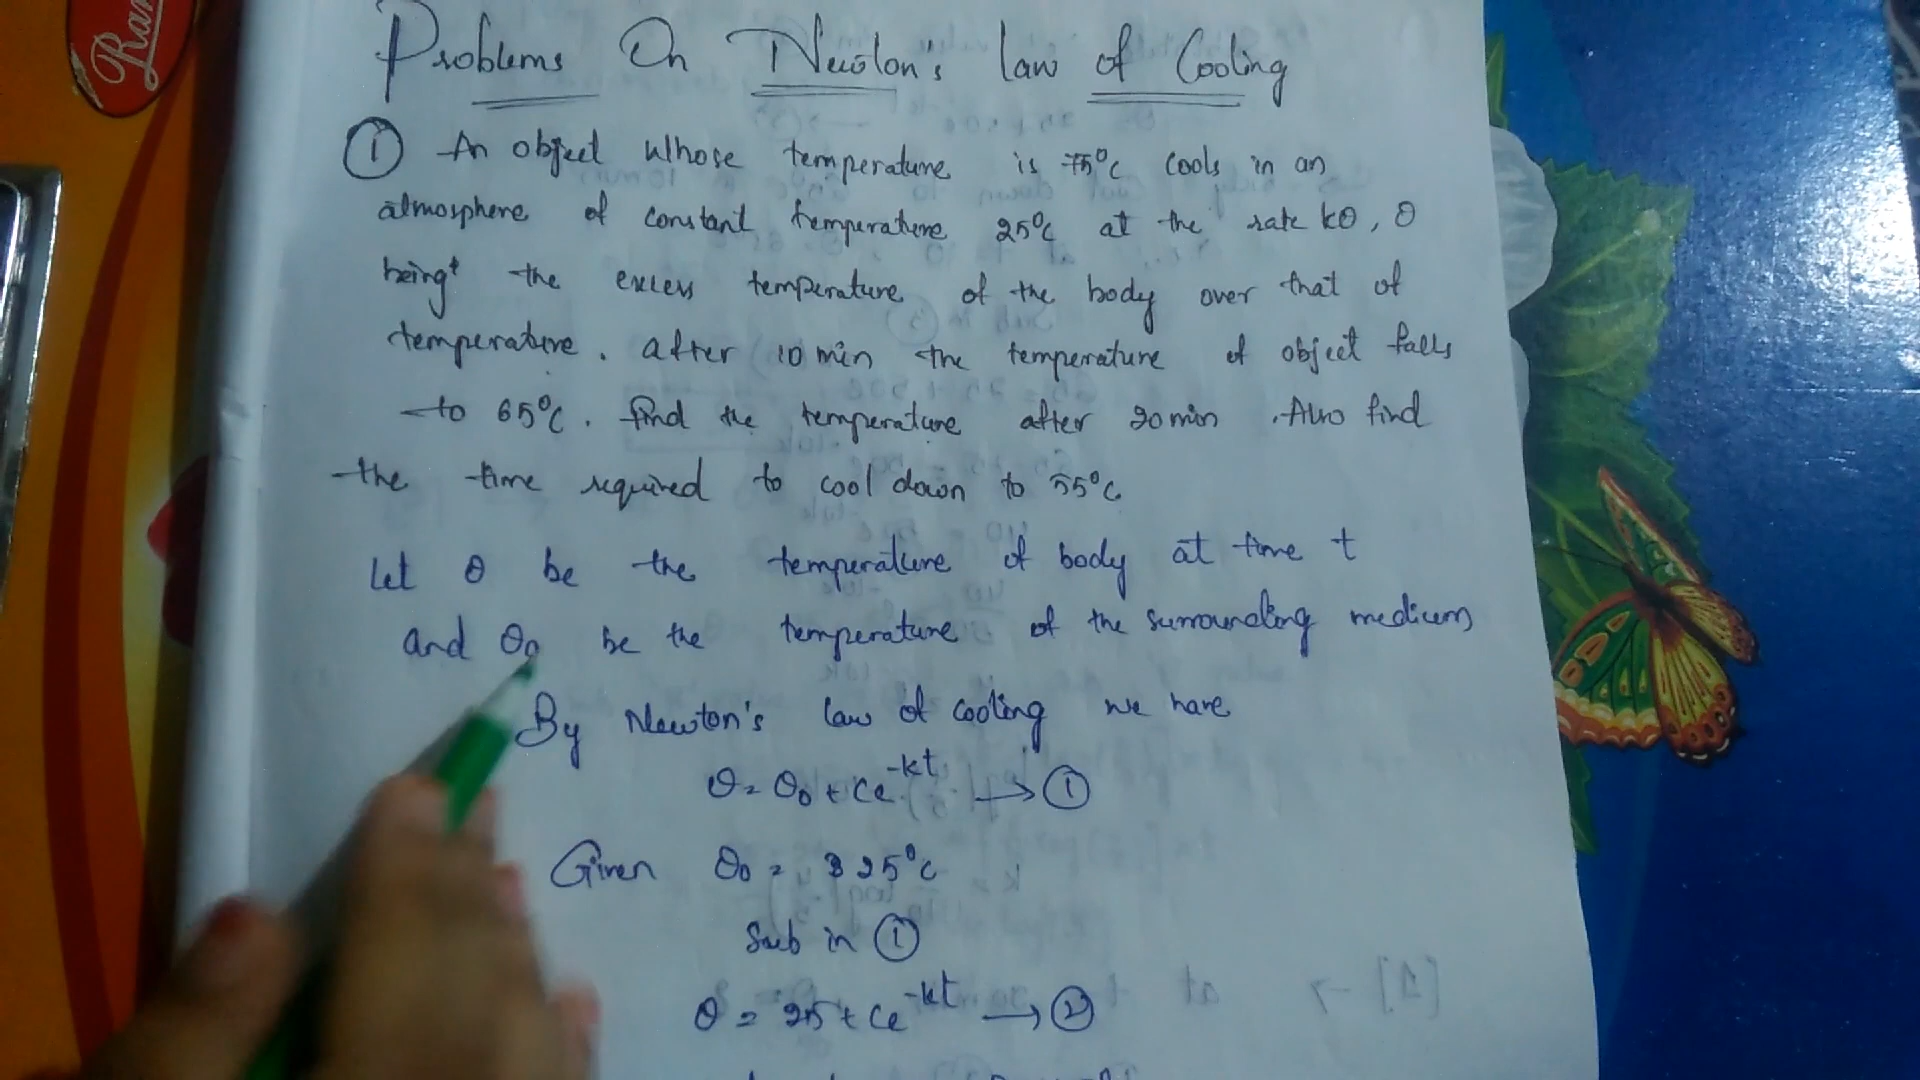 Problems On Newton's law of Cooling
① An object whose temperature is 75°C cools in an
atmosphere of constant temperature 25°C at the rate kθ, θ
being the excess temperature of the body over that of
temperature. After 10 min the temperature of object falls
to 65°C. find the temperature after 20 min. Also find
the time required to cool down to 55°C.
Let θ be the temperature of body at time t
and θ₀ be the temperature of the surrounding medium
By Newton's law of cooling we have
θ = θ₀ + ce^-kt → ①
Given θ₀ = 25°C
Sub in ①
θ = 25 + ce^-kt → ②